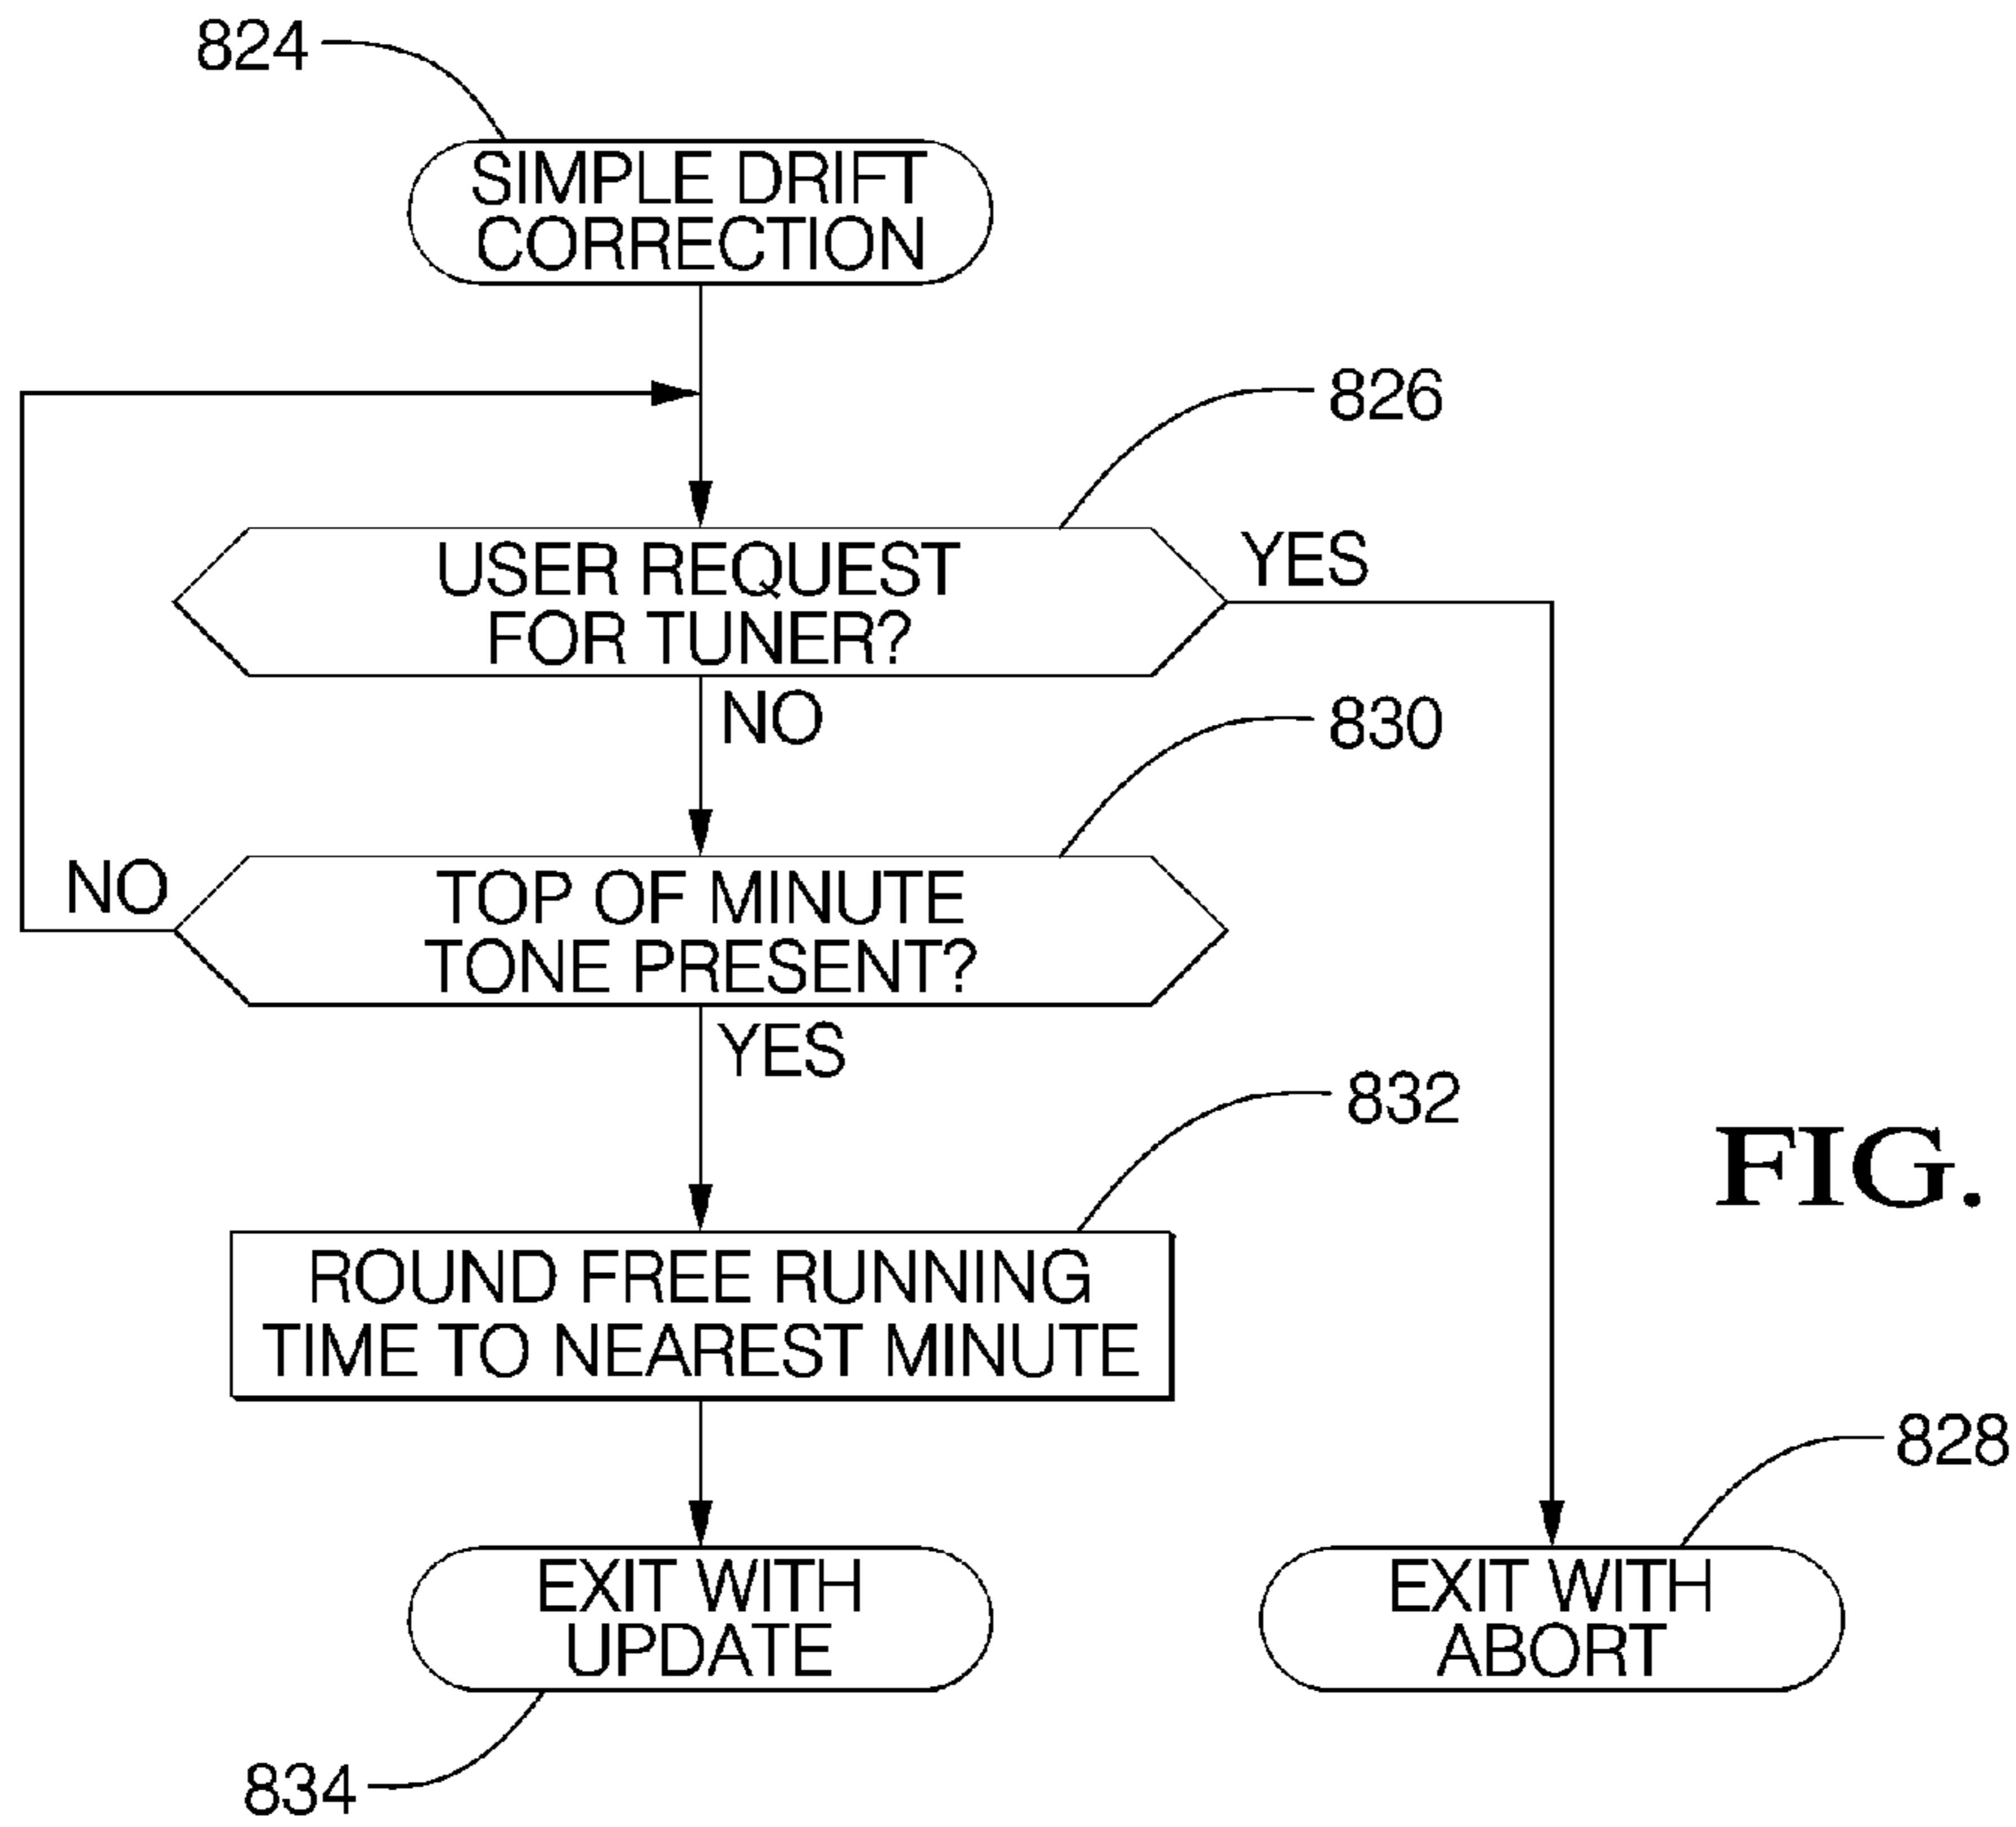 824
SIMPLE DRIFT
CORRECTION
826
USER REQUEST
FOR TUNER?
YES
NO
830
NO
TOP OF MINUTE
TONE PRESENT?
YES
832
FIG.
ROUND FREE RUNNING
TIME TO NEAREST MINUTE
828
EXIT WITH
UPDATE
EXIT WITH
ABORT
834